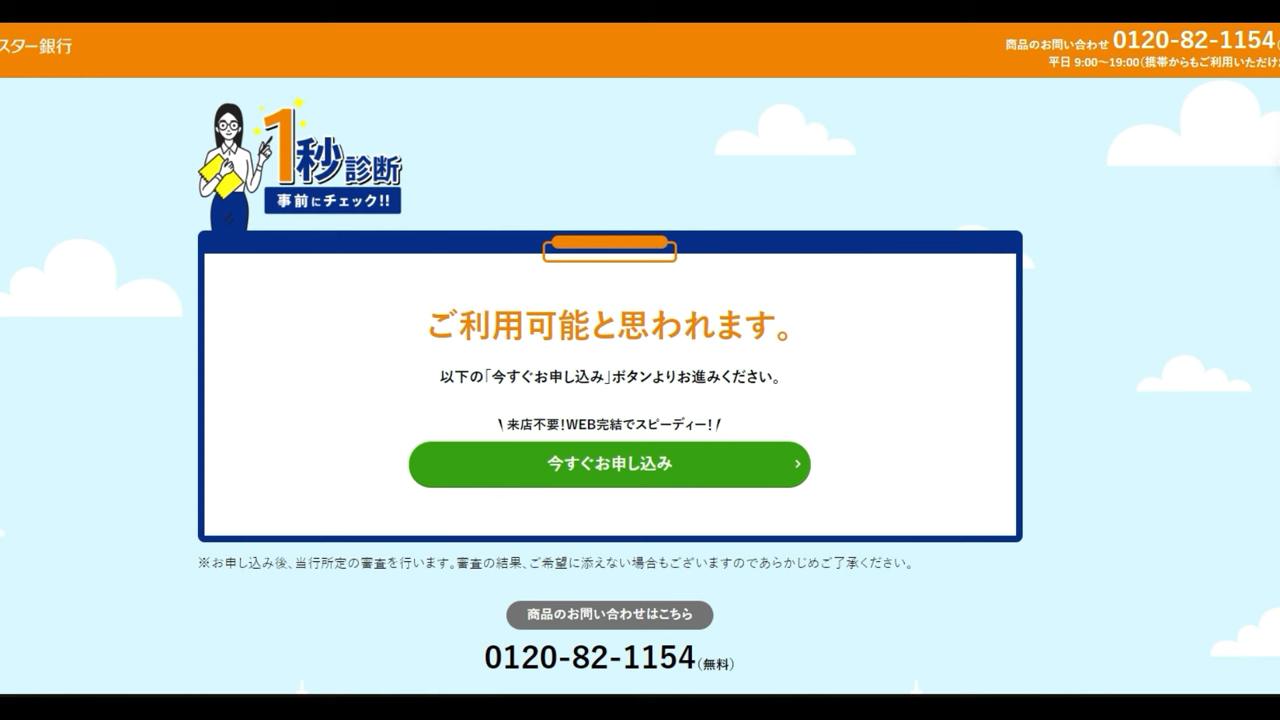 スター銀行
商品のお問い合わせ 0120-82-1154
平日 9:00〜19:00(携帯からもご利用いただけ
1秒診断
事前にチェック!!
ご利用可能と思われます。
以下の「今すぐお申し込み」ボタンよりお進みください。
\ 来店不要!WEB完結でスピーディー! /
今すぐお申し込み
※お申し込み後、当行所定の審査を行います。審査の結果、ご希望に添えない場合もございますのであらかじめご了承ください。
商品のお問い合わせはこちら
0120-82-1154(無料)